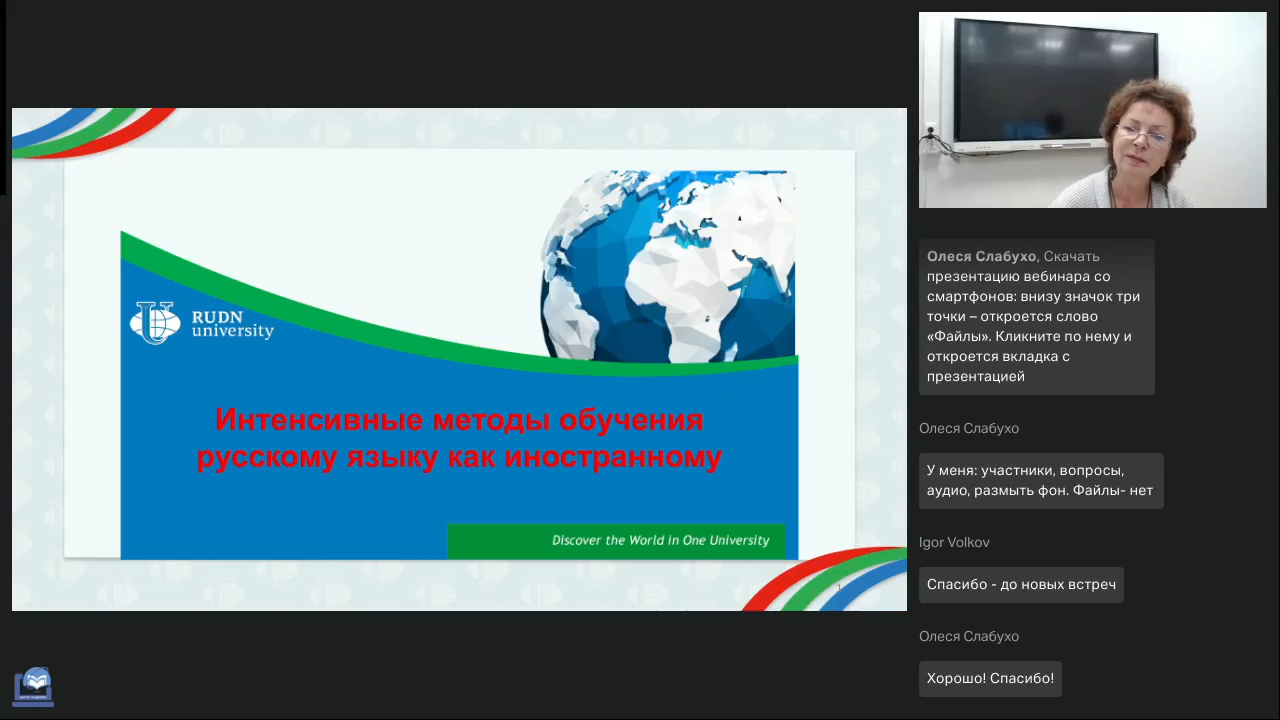 RUDN
university
Интенсивные методы обучения
русскому языку как иностранному
Discover the World in One University
Олеся Слабухо, Скачать
презентацию вебинара со
смартфонов: внизу значок три
точки – откроется слово
«Файлы». Кликните по нему и
откроется вкладка с
презентацией
Олеся Слабухо
У меня: участники, вопросы,
аудио, размыть фон. Файлы- нет
Igor Volkov
Спасибо - до новых встреч
Олеся Слабухо
Хорошо! Спасибо!